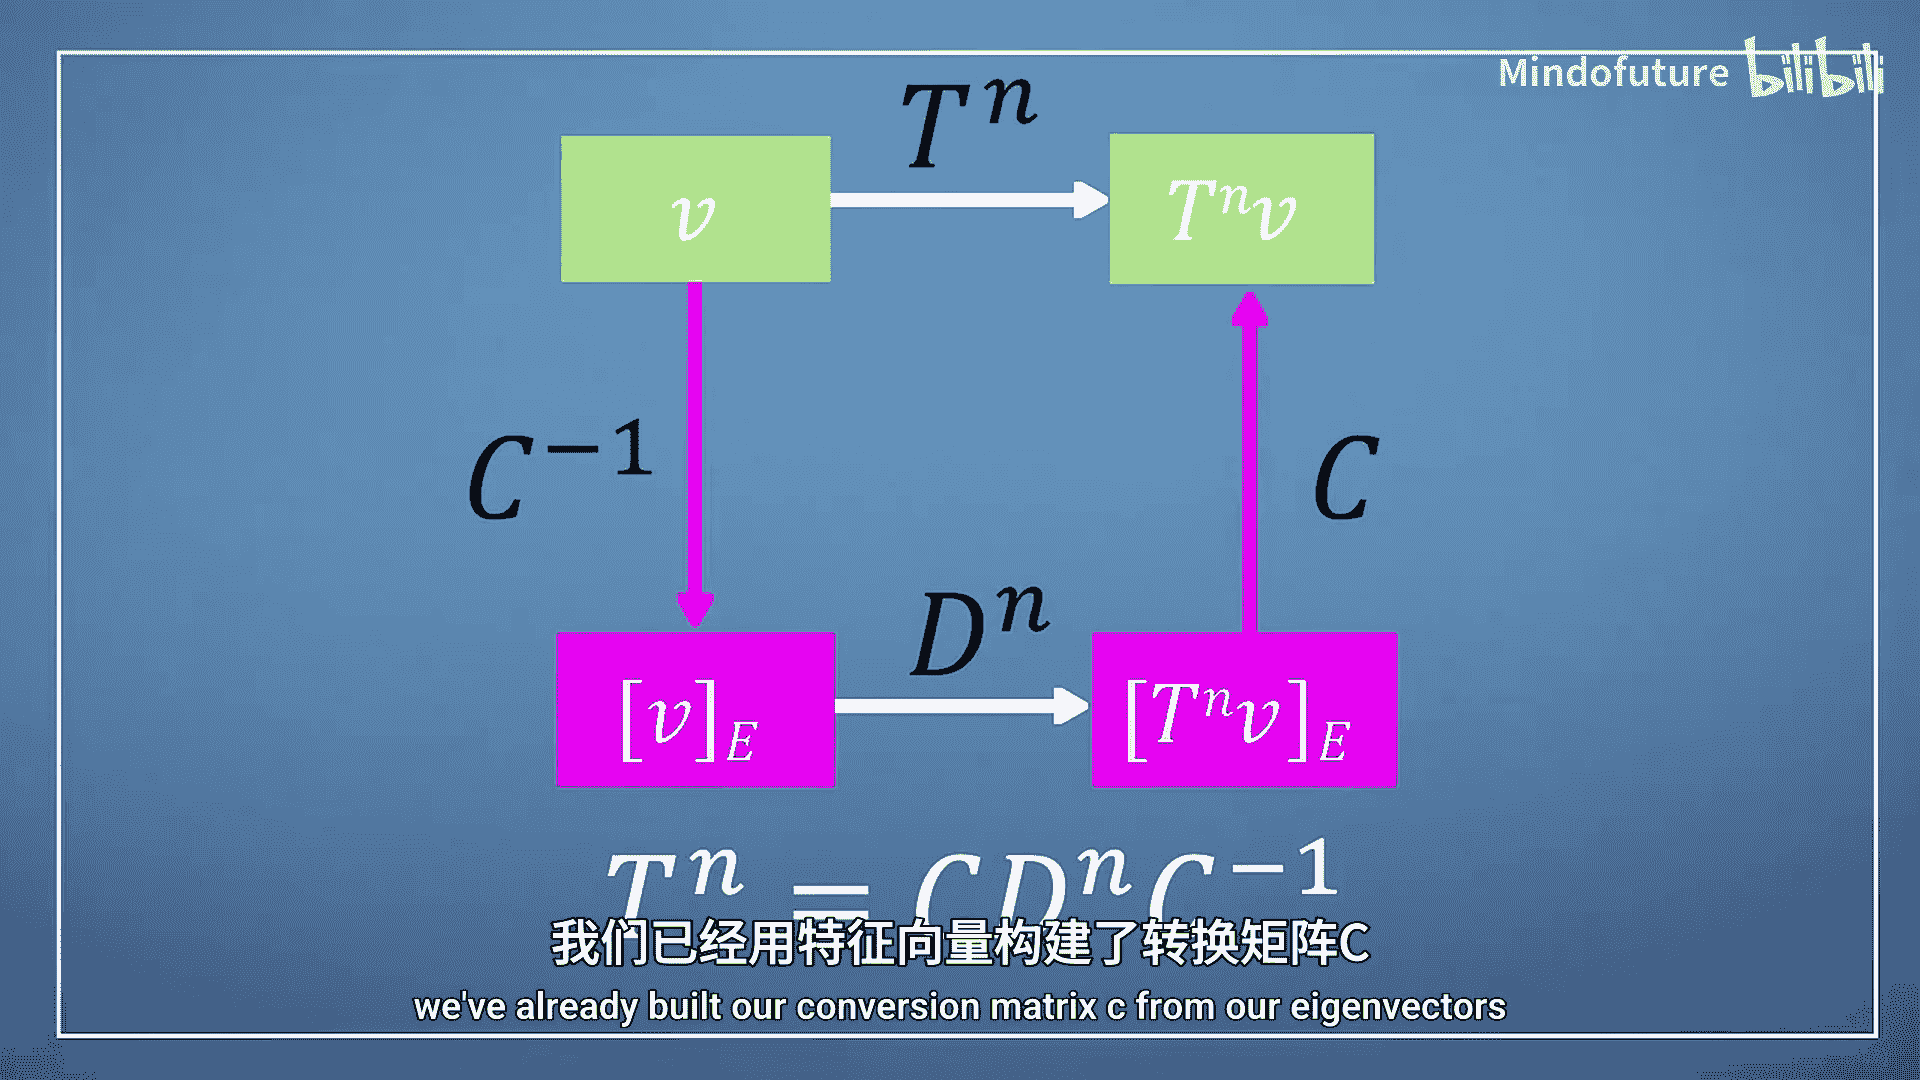 Mindofuture bilibili
Tⁿ
v
Tⁿv
C⁻¹
C
Dⁿ
[v]_E
[Tⁿv]_E
Tⁿ = CDⁿC⁻¹
我们已经用特征向量构建了转换矩阵C
we've already built our conversion matrix c from our eigenvectors